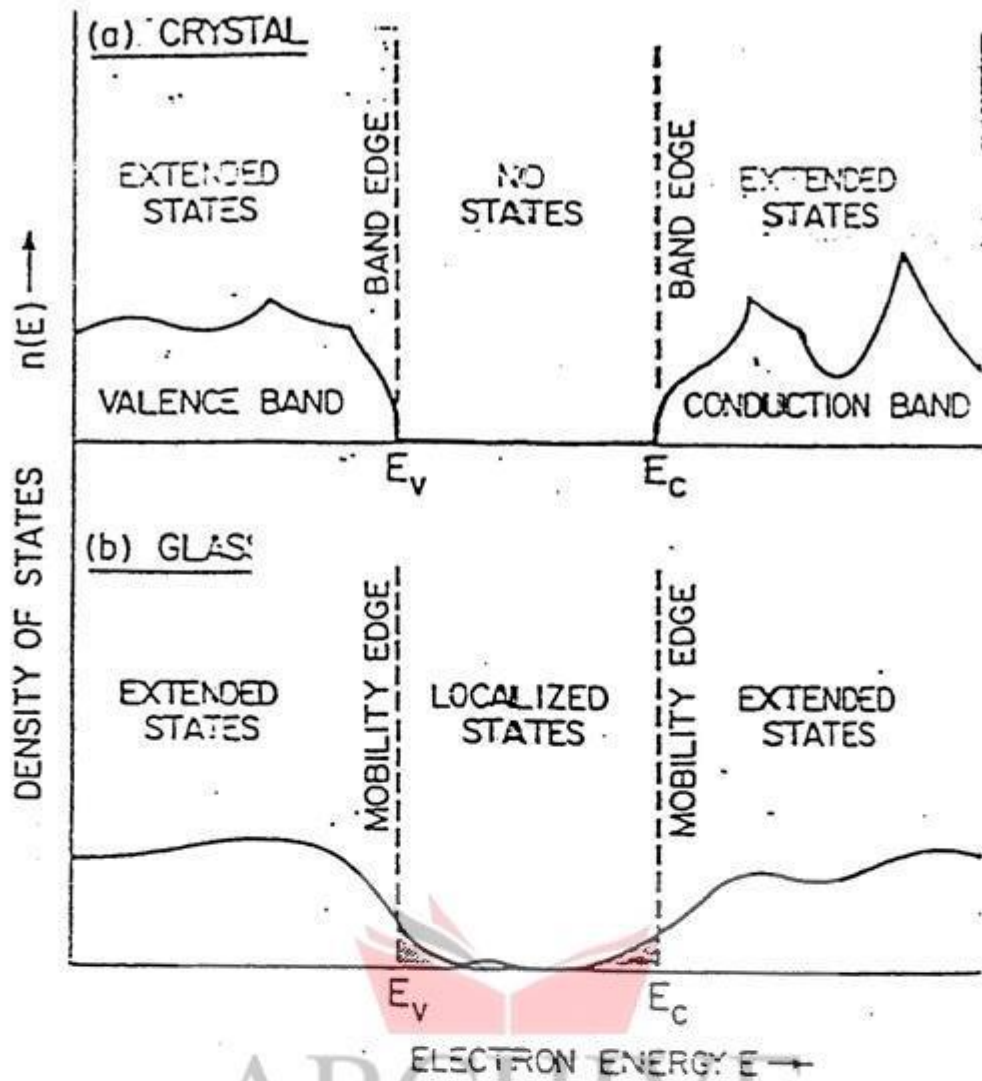 (a) CRYSTAL
EXTENDED
STATES
BAND EDGE
NO
STATES
BAND EDGE
EXTENDED
STATES
n(E)
VALENCE BAND
CONDUCTION BAND
E_v
E_c
DENSITY OF STATES
(b) GLASS
EXTENDED
STATES
MOBILITY EDGE
LOCALIZED
STATES
MOBILITY EDGE
EXTENDED
STATES
E_v
E_c
ELECTRON ENERGY E